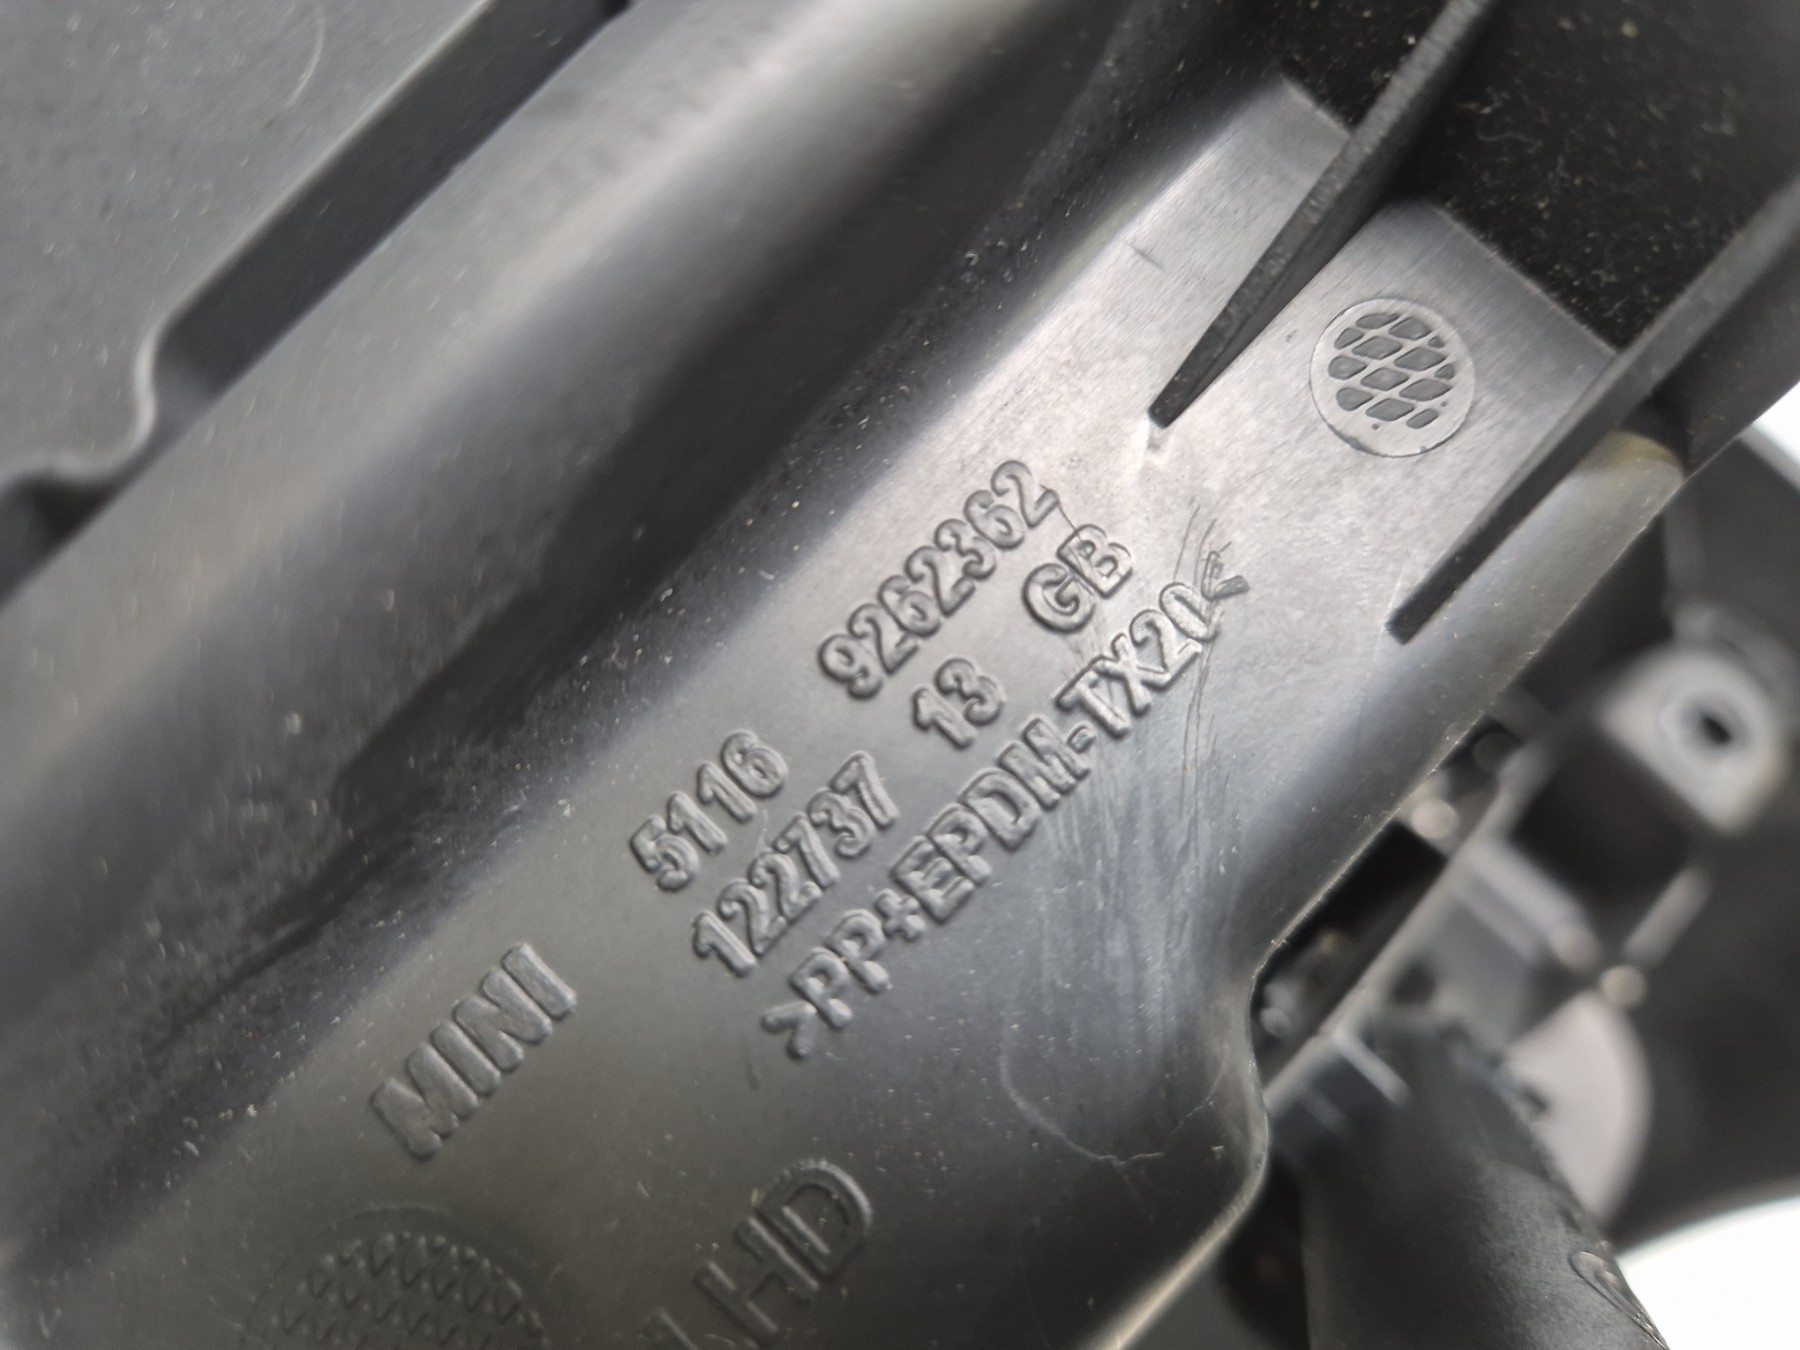 5116 9262362
122737 13 GB
>PP+EPDM-TX20<
MINI
LHD